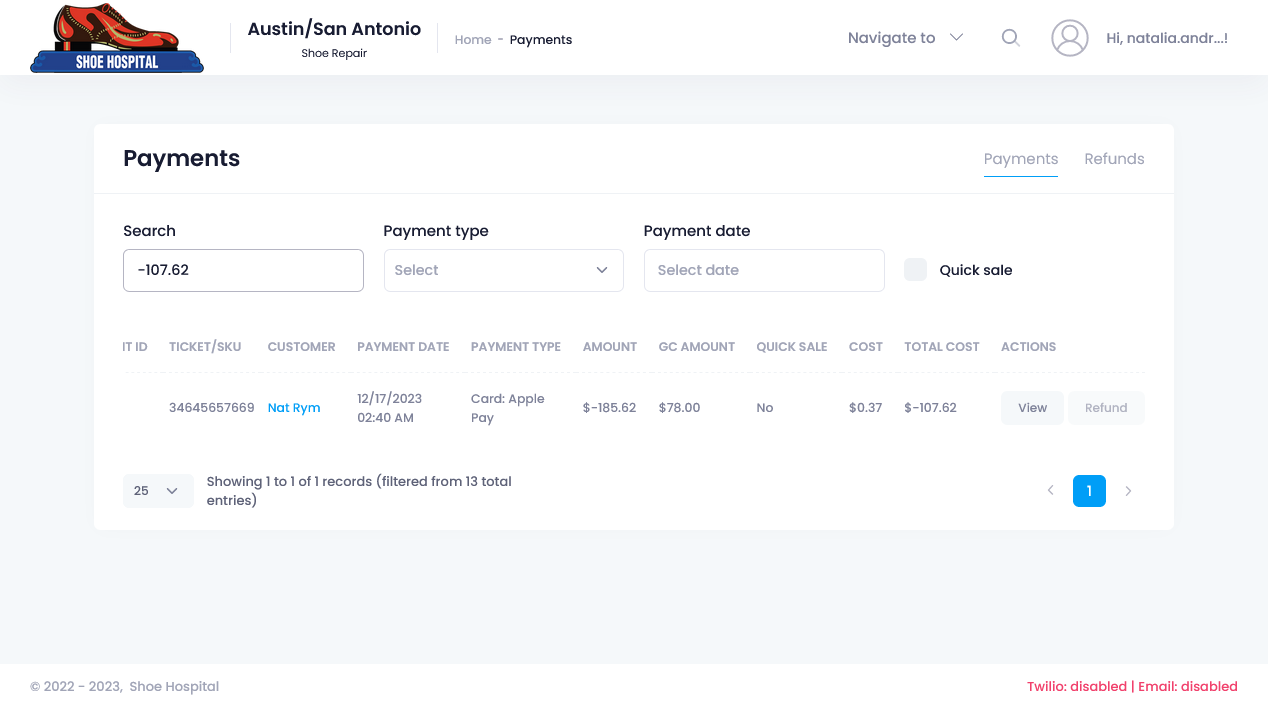 SHOE HOSPITAL
Austin/San Antonio
Shoe Repair
Home - Payments
Navigate to
Hi, natalia.andr...!
Payments
Payments Refunds
Search Payment type Payment date
-107.62 Select Select date Quick sale
IT ID TICKET/SKU CUSTOMER PAYMENT DATE PAYMENT TYPE AMOUNT GC AMOUNT QUICK SALE COST TOTAL COST ACTIONS
34645657669 Nat Rym 12/17/2023 02:40 AM Card: Apple Pay $-185.62 $78.00 No $0.37 $-107.62 View Refund
25 Showing 1 to 1 of 1 records (filtered from 13 total
entries)
1
© 2022 - 2023, Shoe Hospital
Twilio: disabled | Email: disabled